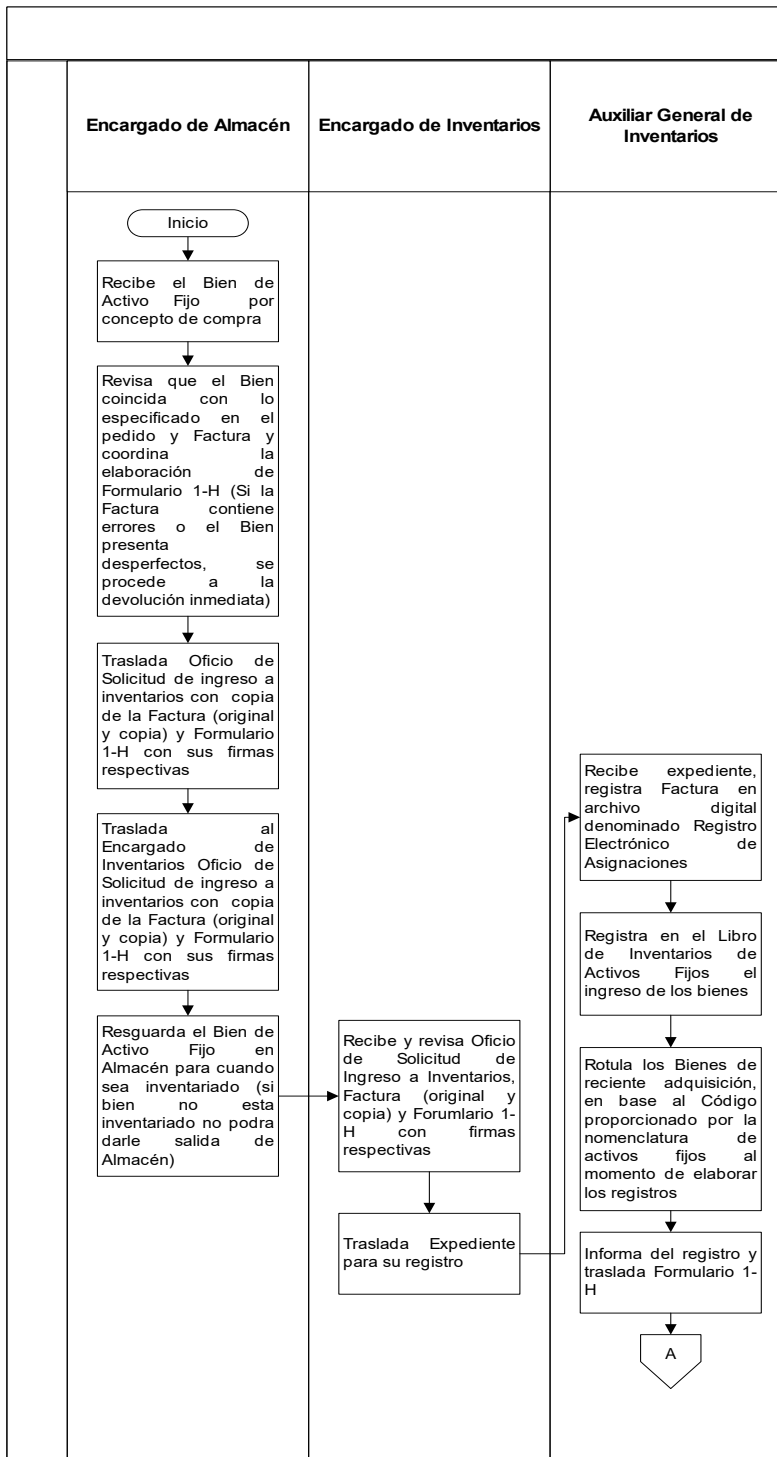 Encargado de Almacén
Encargado de Inventarios
Auxiliar General de
Inventarios
Inicio
Recibe el Bien de
Activo Fijo por
concepto de compra
Revisa que el Bien
coincida con lo
especificado en el
pedido y Factura y
coordina la
elaboración de
Formulario 1-H (Si la
Factura contiene
errores o el Bien
presenta
desperfectos, se
procede a la
devolución inmediata)
Traslada Oficio de
Solicitud de ingreso a
inventarios con copia
de la Factura (original
y copia) y Formulario
1-H con sus firmas
respectivas
Traslada al
Encargado de
Inventarios Oficio de
Solicitud de ingreso a
inventarios con copia
de la Factura (original
y copia) y Formulario
1-H con sus firmas
respectivas
Resguarda el Bien de
Activo Fijo en
Almacén para cuando
sea inventariado (si
bien no esta
inventariado no podra
darle salida de
Almacén)
Recibe y revisa Oficio
de Solicitud de
Ingreso a Inventarios,
Factura (original y
copia) y Forumlario 1-
H con firmas
respectivas
Traslada Expediente
para su registro
Recibe expediente,
registra Factura en
archivo digital
denominado Registro
Electrónico de
Asignaciones
Registra en el Libro
de Inventarios de
Activos Fijos el
ingreso de los bienes
Rotula los Bienes de
reciente adquisición,
en base al Código
proporcionado por la
nomenclatura de
activos fijos al
momento de elaborar
los registros
Informa del registro y
traslada Formulario 1-
H
A